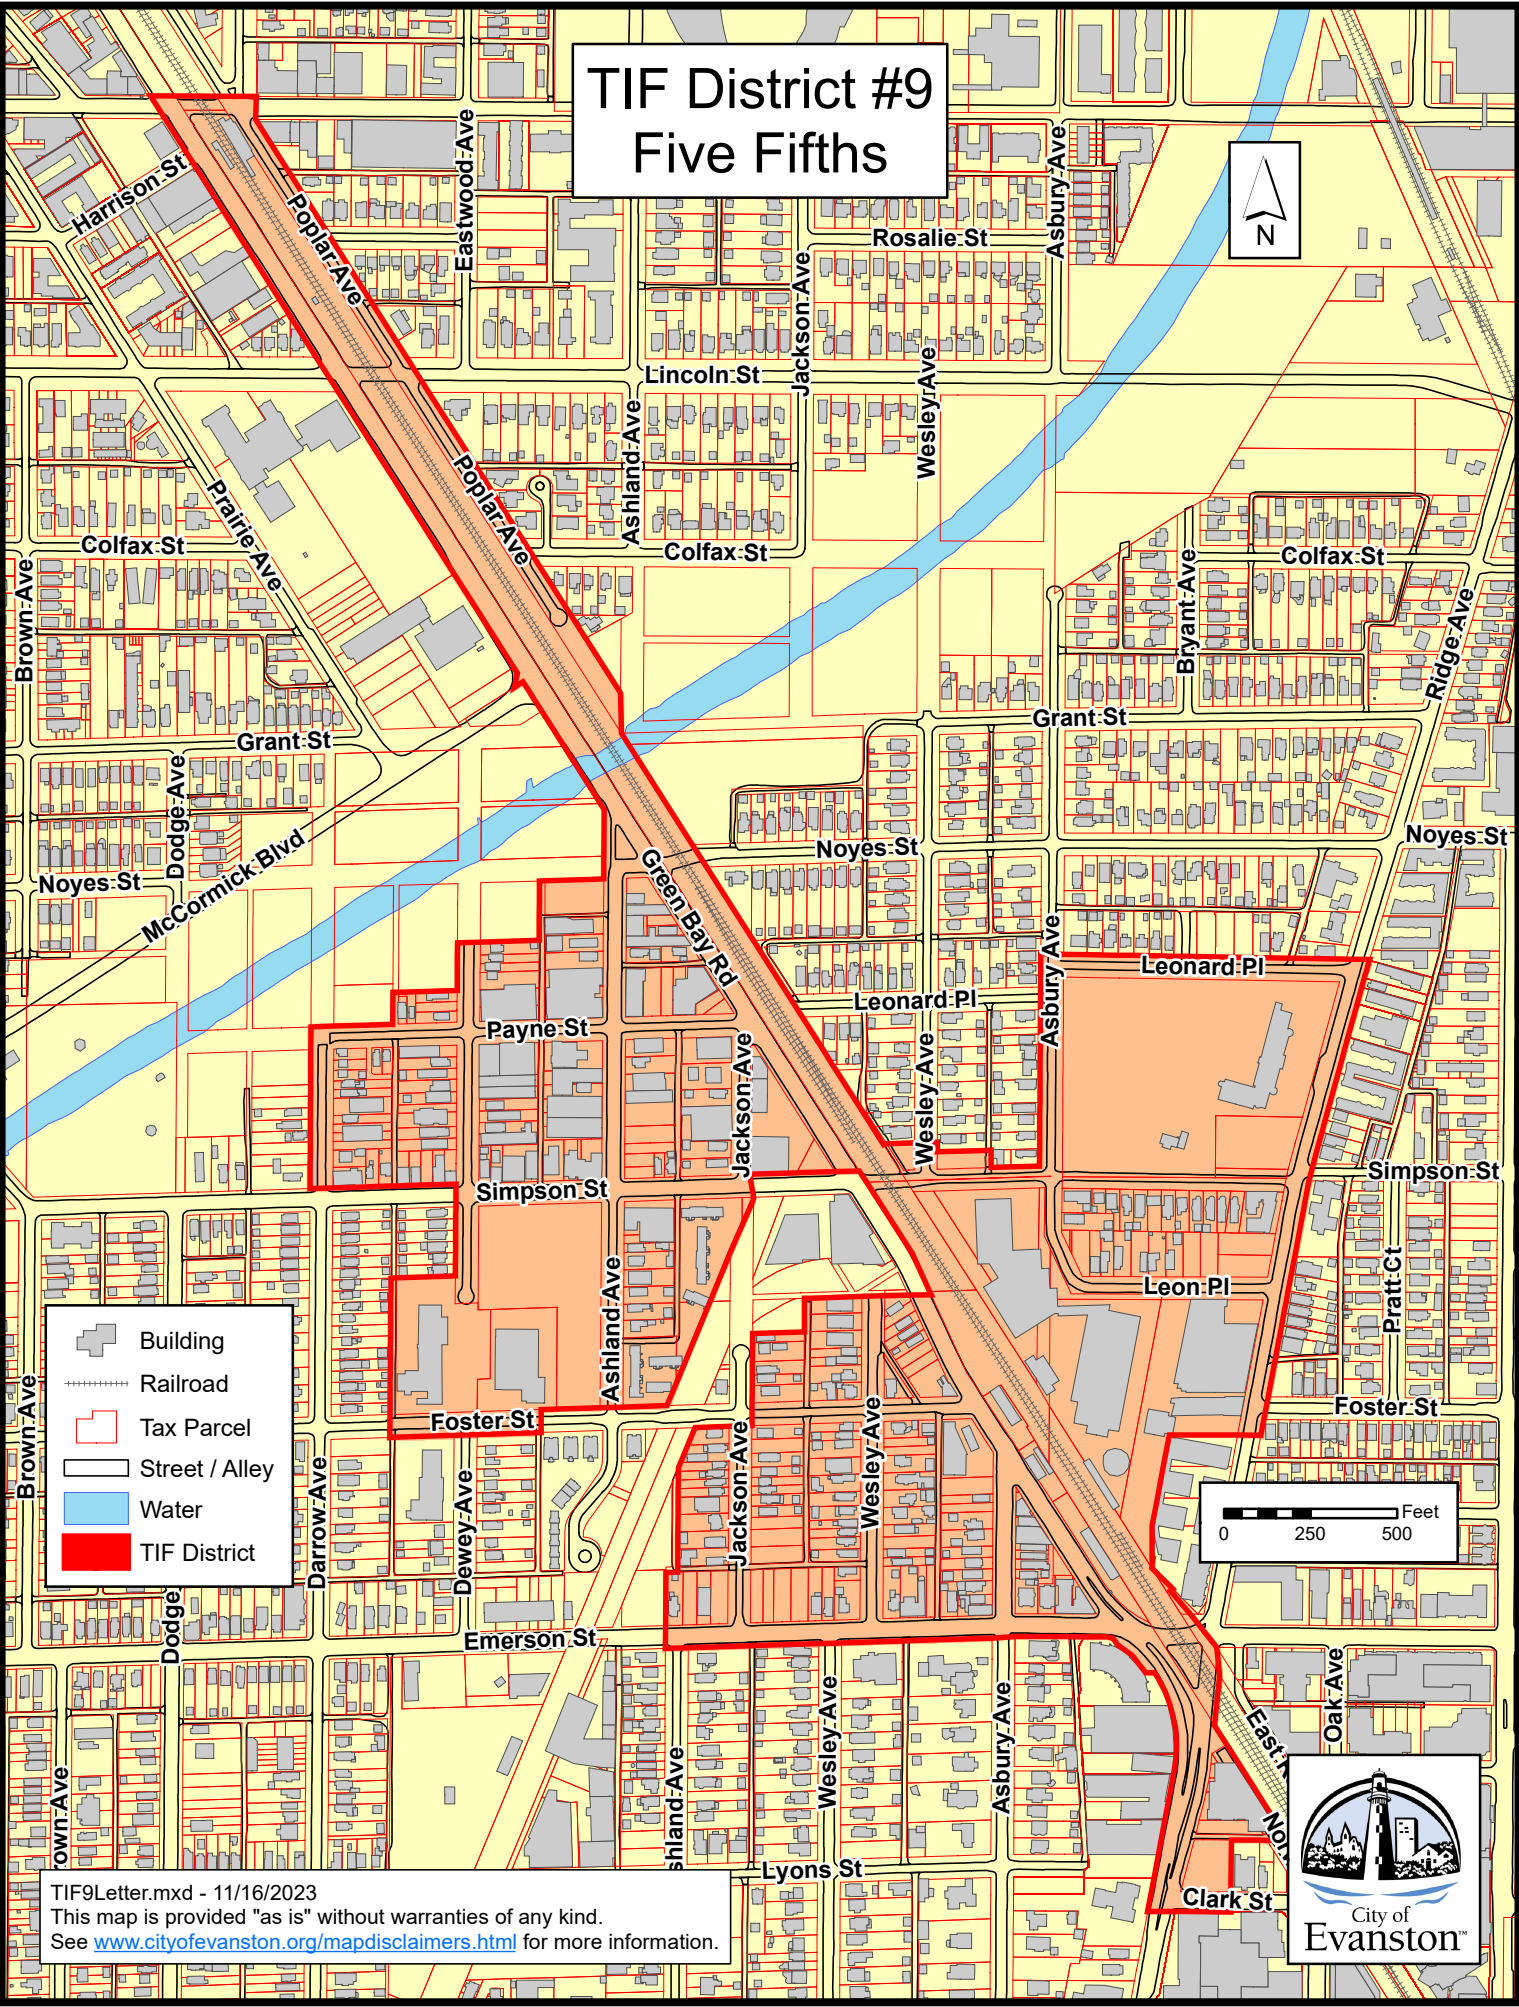 TIF District #9
Five Fifths
N
Harrison St
Poplar Ave
Eastwood Ave
Asbury Ave
Rosalie St
Jackson Ave
Lincoln St
Wesley Ave
Ashland Ave
Poplar Ave
Prairie Ave
Colfax St
Colfax St
Colfax St
Brown Ave
Bryant Ave
Ridge Ave
Grant St
Grant St
Dodge Ave
McCormick Blvd
Noyes St
Noyes St
Noyes St
Green Bay Rd
Asbury Ave
Leonard Pl
Leonard Pl
Payne St
Jackson Ave
Wesley Ave
Simpson St
Simpson St
Ashland Ave
Leon Pl
Pratt Ct
Building
Railroad
Tax Parcel
Street / Alley
Water
TIF District
Brown Ave
Foster St
Foster St
Darrow Ave
Dewey Ave
Jackson Ave
Wesley Ave
Feet
0 250 500
Dodge
Emerson St
Wesley Ave
Asbury Ave
Oak Ave
East R
Nor
rown Ave
shland Ave
Lyons St
Clark St
TIF9Letter.mxd - 11/16/2023
This map is provided "as is" without warranties of any kind.
See www.cityofevanston.org/mapdisclaimers.html for more information.
City of
Evanston™